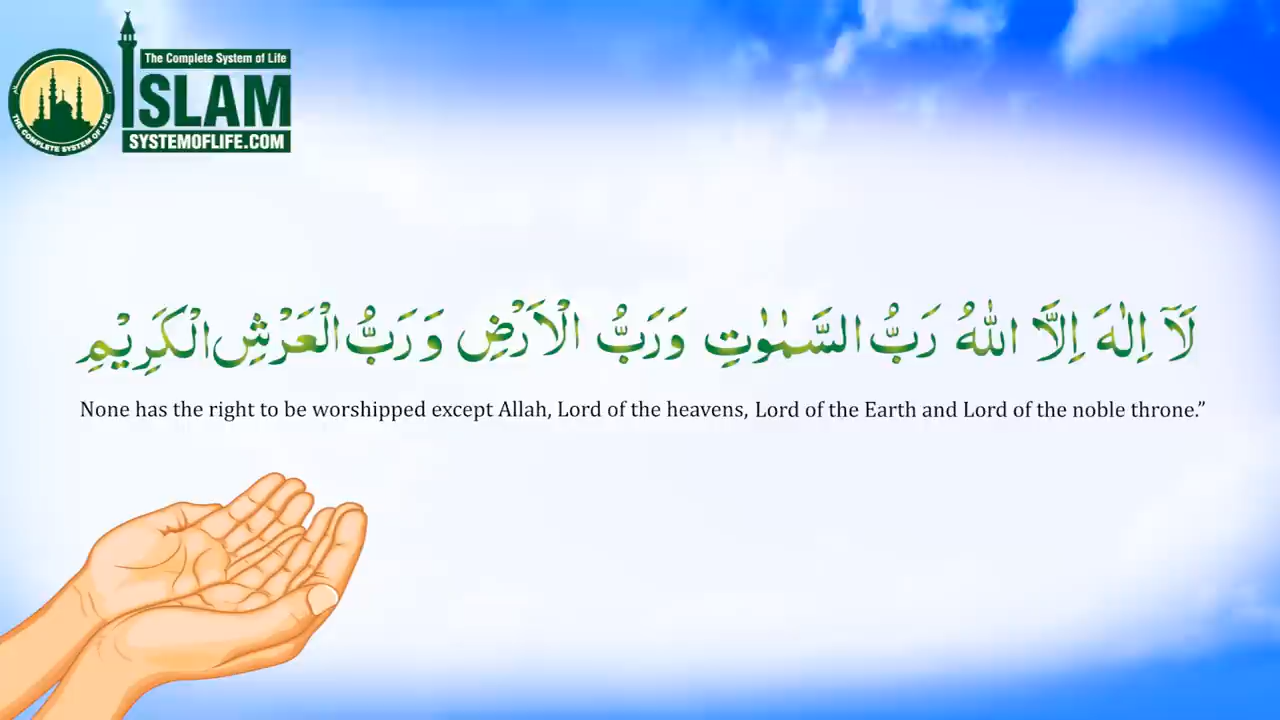 The Complete System of Life
ISLAM
SYSTEMOFLIFE.COM
THE COMPLETE SYSTEM OF LIFE
لَآ اِلٰهَ اِلَّا اللّٰهُ رَبُّ السَّمٰوٰتِ وَرَبُّ الْاَرْضِ وَرَبُّ الْعَرْشِ الْكَرِيْمِ
None has the right to be worshipped except Allah, Lord of the heavens, Lord of the Earth and Lord of the noble throne.”